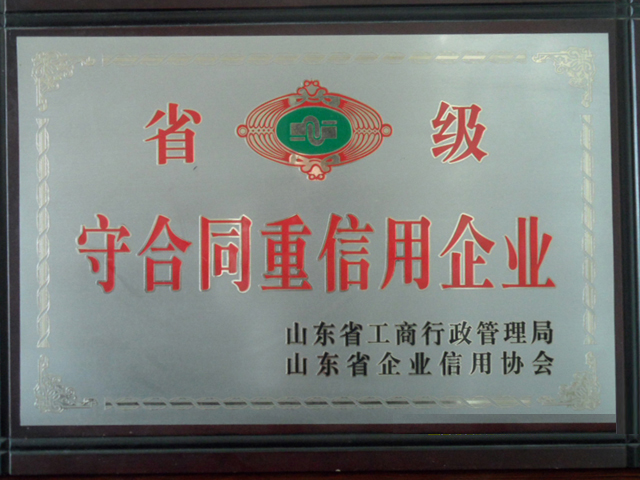 省 级
守合同重信用企业
山东省工商行政管理局
山东省企业信用协会